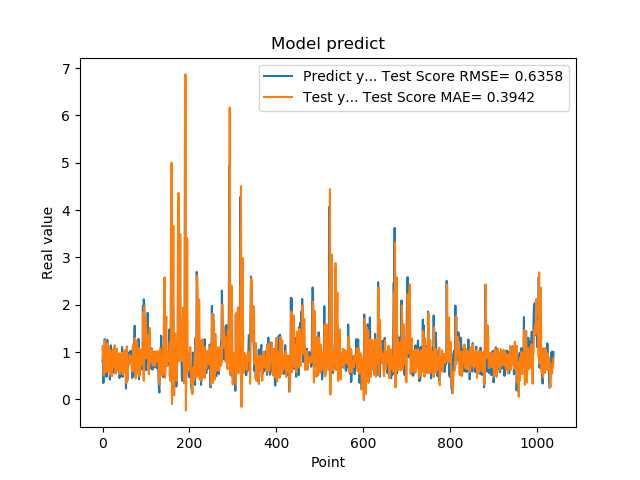 Model predict
Predict y... Test Score RMSE= 0.6358
Test y... Test Score MAE= 0.3942
7
6
5
4
3
2
1
0
Real value
0 200 400 600 800 1000
Point